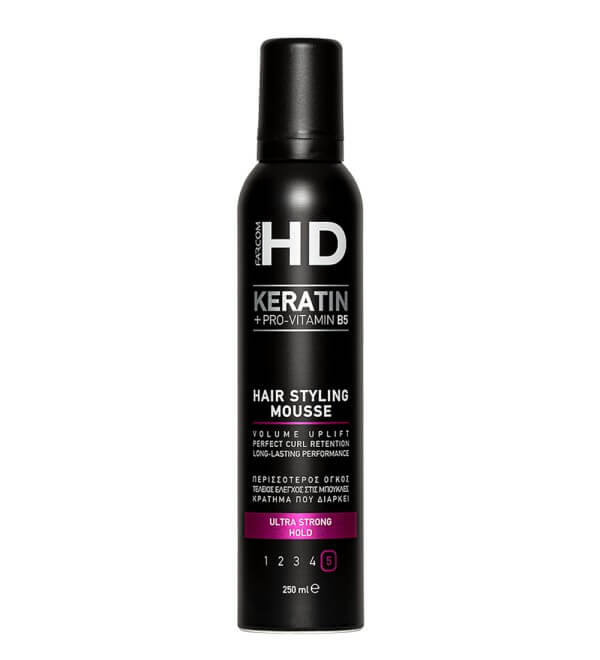 FARCOM
HD
KERATIN
+PRO-VITAMIN B5
HAIR STYLING
MOUSSE
VOLUME UPLIFT
PERFECT CURL RETENTION
LONG-LASTING PERFORMANCE
ΠΕΡΙΣΣΟΤΕΡΟΣ ΟΓΚΟΣ
ΤΕΛΕΙΟΣ ΕΛΕΓΧΟΣ ΣΤΙΣ ΜΠΟΥΚΛΕΣ
ΚΡΑΤΗΜΑ ΠΟΥ ΔΙΑΡΚΕΙ
ULTRA STRONG
HOLD
1 2 3 4 5
250 ml ℮